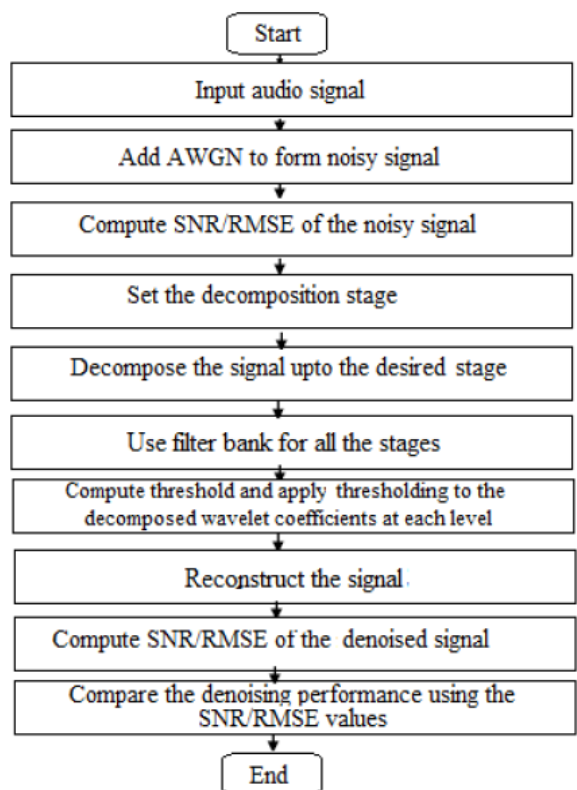 Start
Input audio signal
Add AWGN to form noisy signal
Compute SNR/RMSE of the noisy signal
Set the decomposition stage
Decompose the signal upto the desired stage
Use filter bank for all the stages
Compute threshold and apply thresholding to the
decomposed wavelet coefficients at each level
Reconstruct the signal
Compute SNR/RMSE of the denoised signal
Compare the denoising performance using the
SNR/RMSE values
End